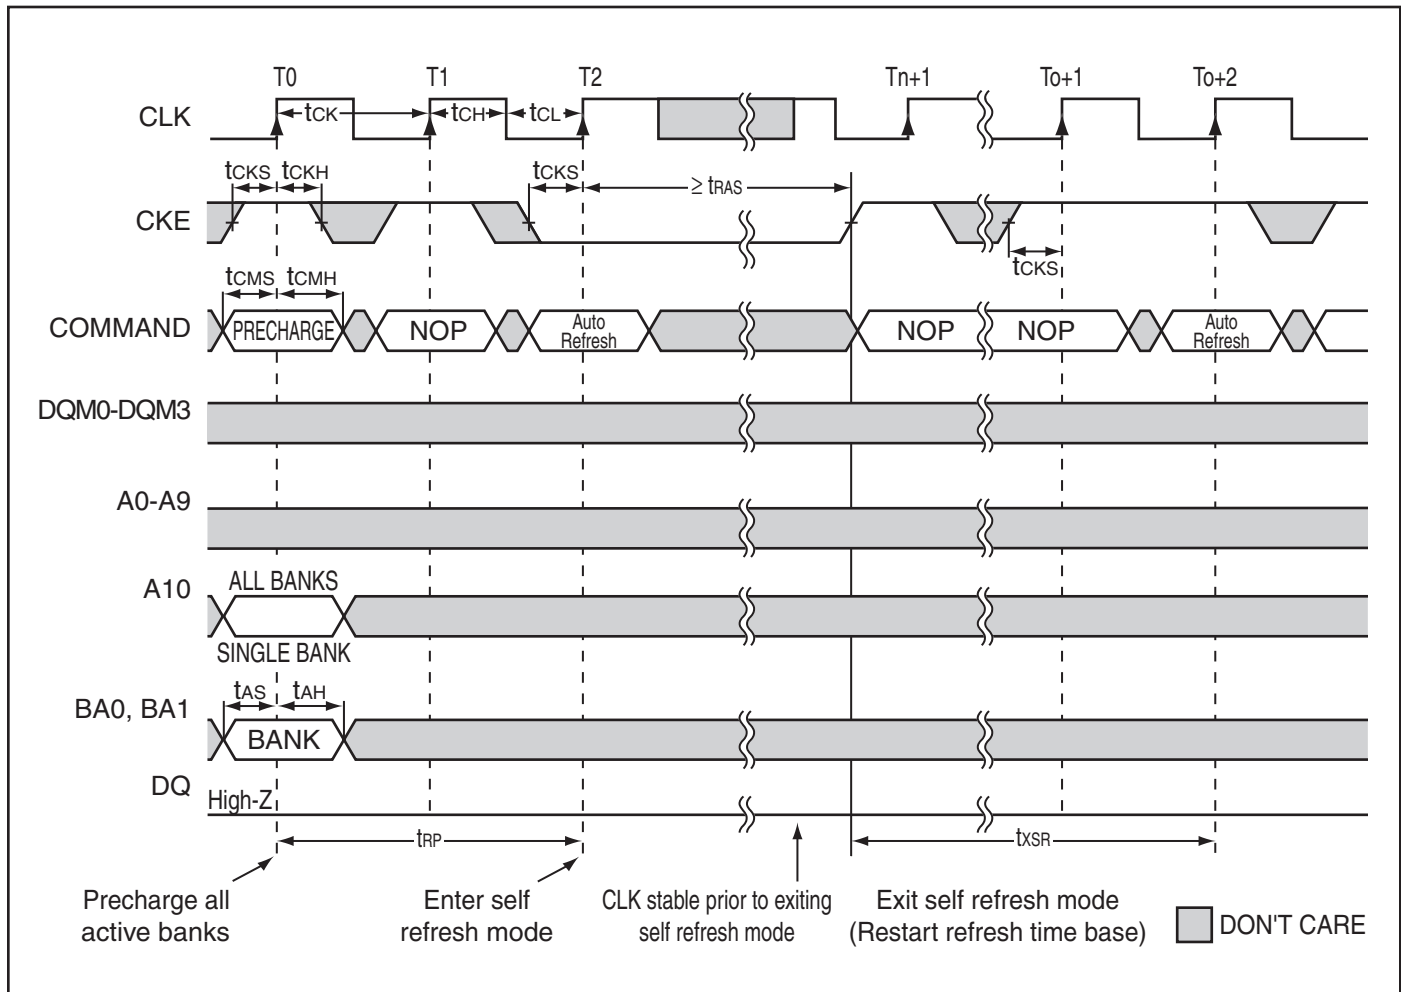 T0 T1 T2 Tn+1 To+1 To+2
CLK
tCK tCH tCL
tCKS tCKH tCKS ≥ tRAS
CKE
tCKS
tCMS tCMH
COMMAND PRECHARGE NOP Auto Refresh NOP NOP Auto Refresh
DQM0-DQM3
A0-A9
ALL BANKS
A10
SINGLE BANK
tAS tAH
BA0, BA1
BANK
DQ
High-Z
tRP tXSR
Precharge all
active banks
Enter self
refresh mode
CLK stable prior to exiting
self refresh mode
Exit self refresh mode
(Restart refresh time base)
DON'T CARE